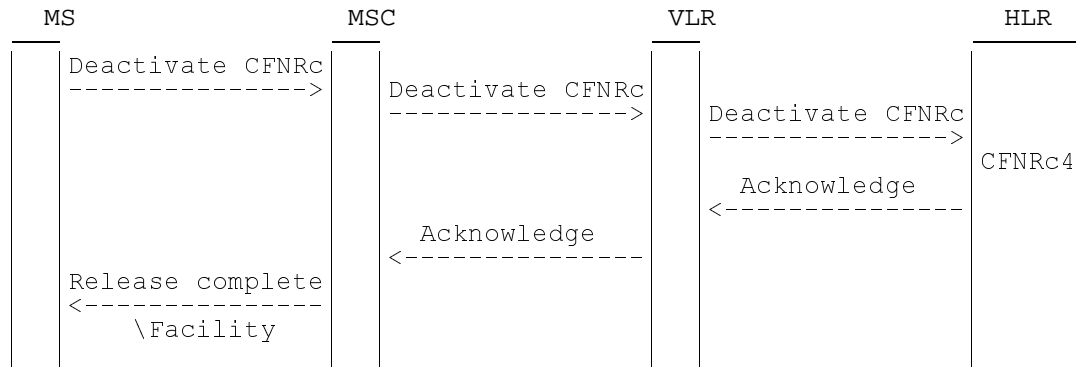 MS MSC VLR HLR
Deactivate CFNRc
--------------->
Deactivate CFNRc
--------------->
Deactivate CFNRc
--------------->
CFNRc4
Acknowledge
<---------------
Acknowledge
<---------------
Release complete
<---------------
\Facility